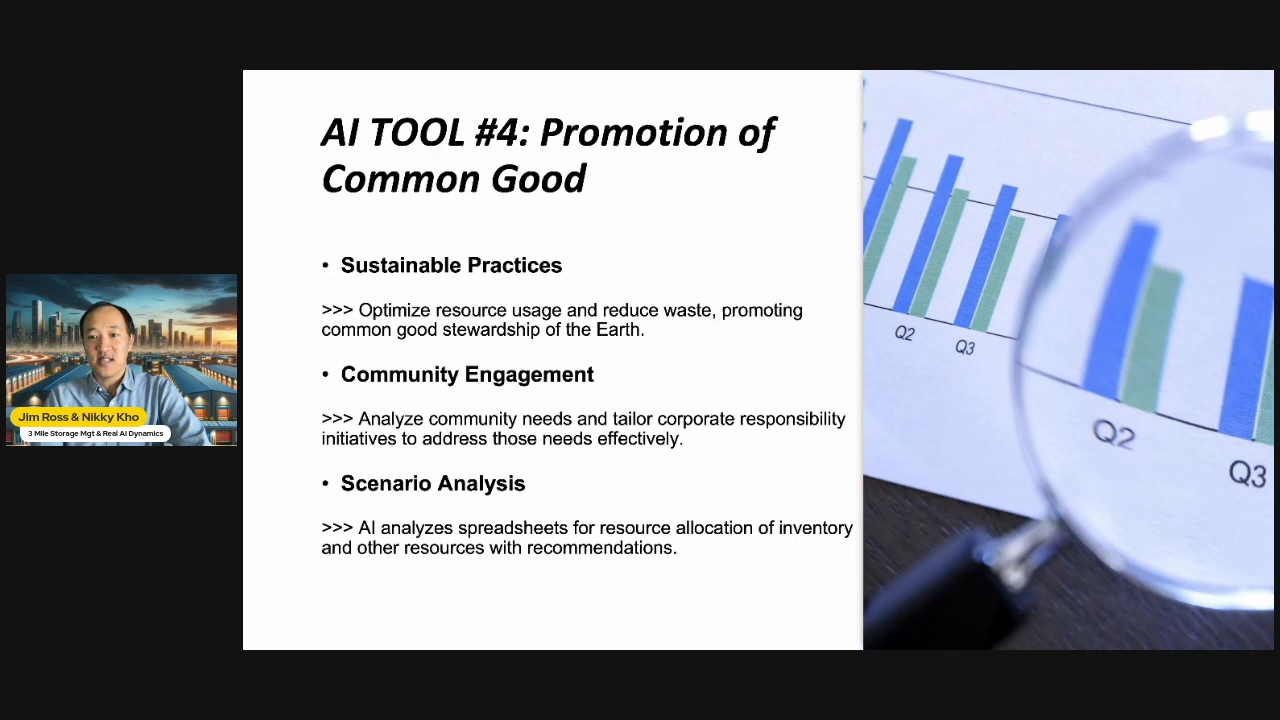 AI TOOL #4: Promotion of
Common Good
• Sustainable Practices
>>> Optimize resource usage and reduce waste, promoting
common good stewardship of the Earth.
• Community Engagement
>>> Analyze community needs and tailor corporate responsibility
initiatives to address those needs effectively.
• Scenario Analysis
>>> AI analyzes spreadsheets for resource allocation of inventory
and other resources with recommendations.
Jim Ross & Nikky Kho
3 Mile Storage Mgt & Real AI Dynamics
Q2
Q3
Q2
Q3